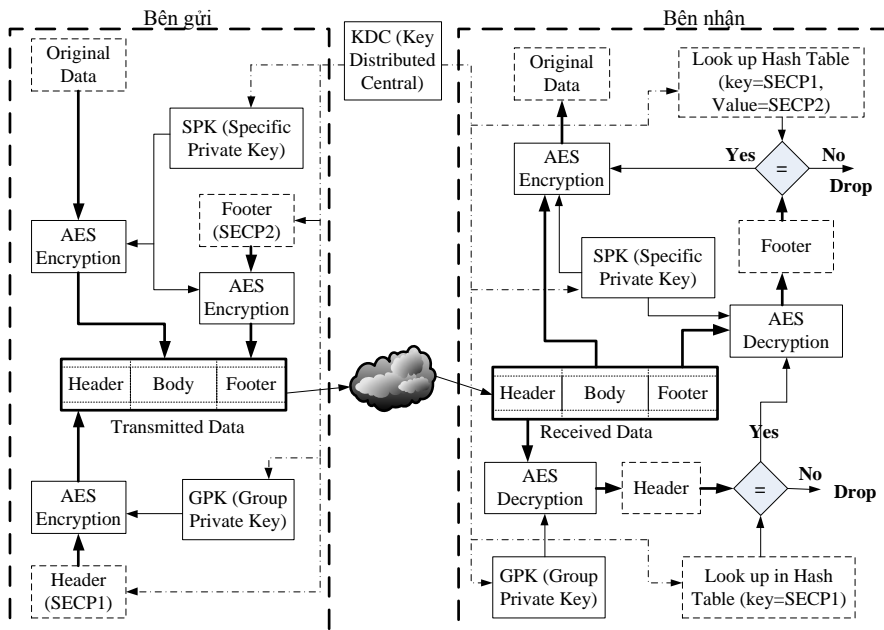 Bên gửi
Original
Data
SPK (Specific
Private Key)
Footer
(SECP2)
AES
Encryption
AES
Encryption
Header Body Footer
Transmitted Data
AES
Encryption
GPK (Group
Private Key)
Header
(SECP1)
KDC (Key
Distributed
Central)
Bên nhận
Original
Data
Look up Hash Table
(key=SECP1,
Value=SECP2)
AES
Encryption
Yes
=
No
Drop
Footer
SPK (Specific
Private Key)
AES
Decryption
Header Body Footer
Received Data
Yes
AES
Decryption
Header
=
No
Drop
GPK (Group
Private Key)
Look up in Hash
Table (key=SECP1)